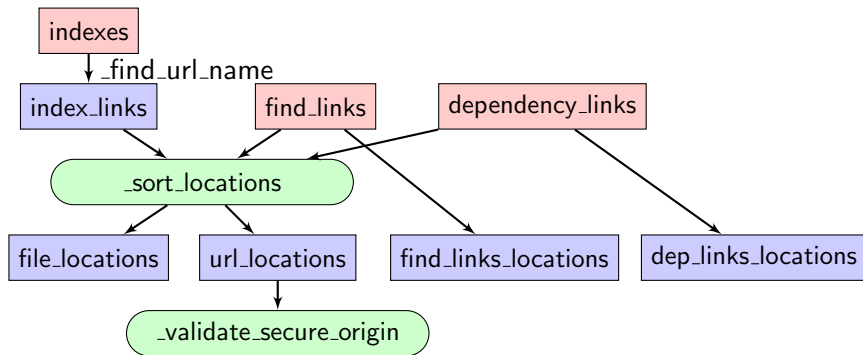 indexes
_find_url_name
index_links
find_links
dependency_links
_sort_locations
file_locations
url_locations
find_links_locations
dep_links_locations
_validate_secure_origin